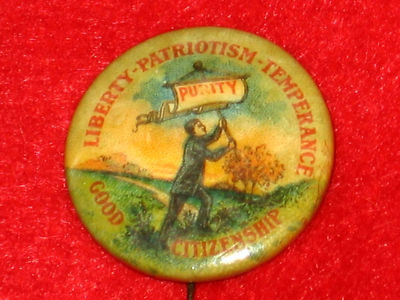 LIBERTY - PATRIOTISM - TEMPERANCE
PURITY
GOOD CITIZENSHIP